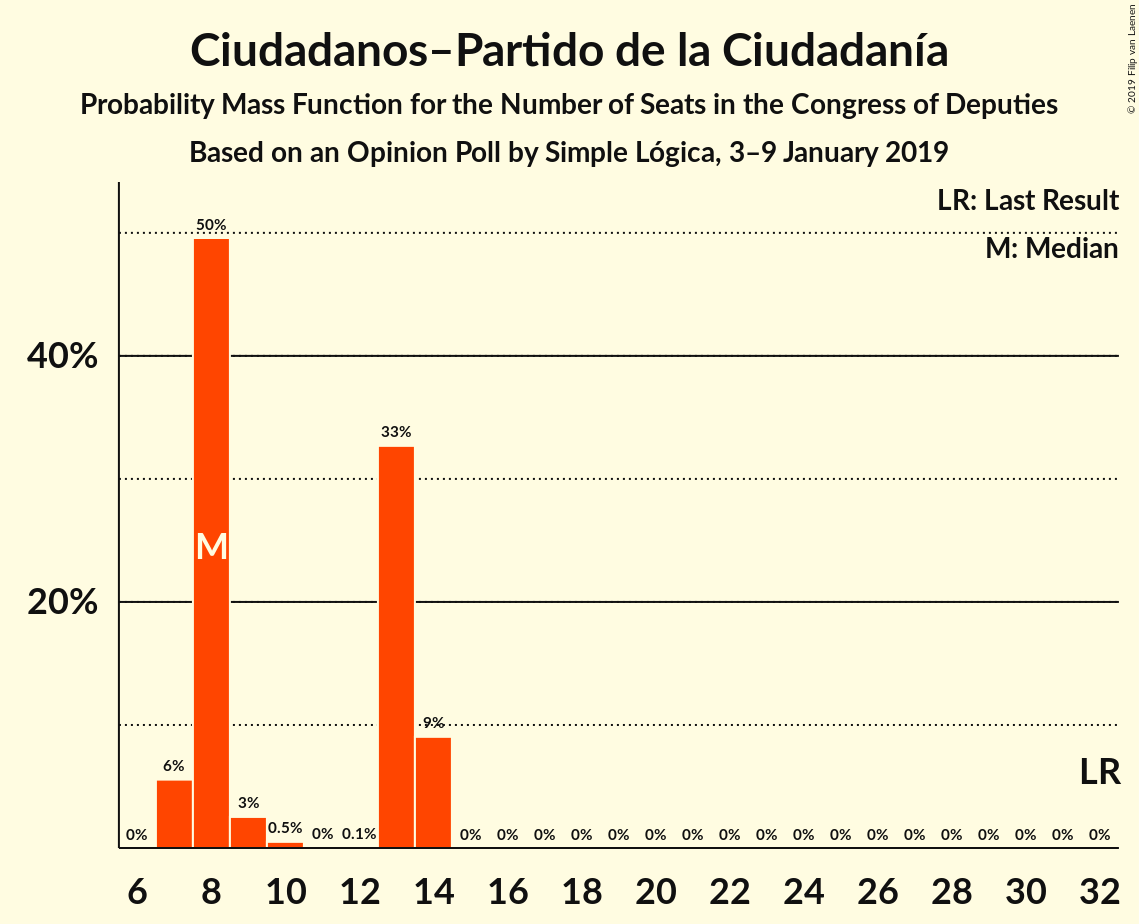 Ciudadanos–Partido de la Ciudadanía
Probability Mass Function for the Number of Seats in the Congress of Deputies
Based on an Opinion Poll by Simple Lógica, 3–9 January 2019
© 2019 Filip van Laenen
LR: Last Result
M: Median
50%
40%
33%
M
20%
9%
6%
LR
3%
0% 0.5% 0% 0.1% 0% 0% 0% 0% 0% 0% 0% 0% 0% 0% 0% 0% 0% 0% 0% 0% 0% 0%
6 8 10 12 14 16 18 20 22 24 26 28 30 32